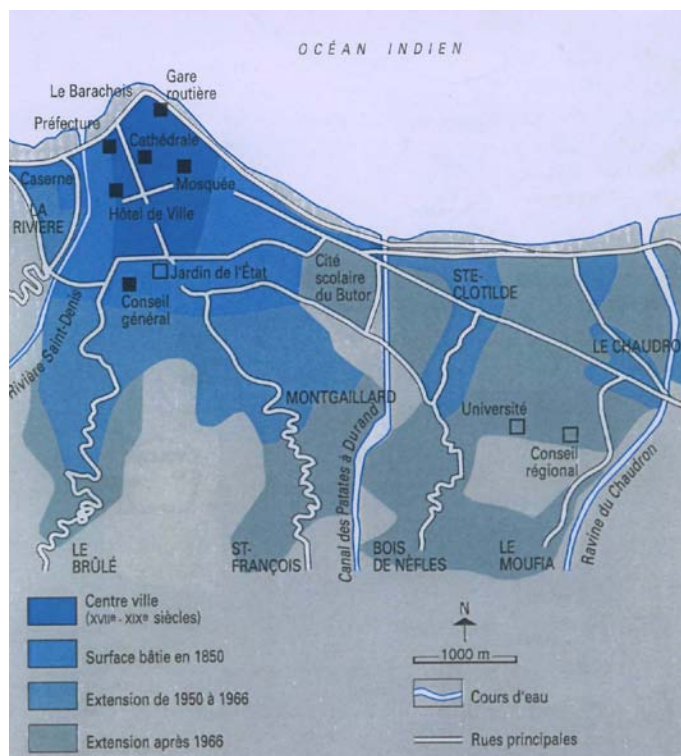 OCÉAN INDIEN
Gare
routière
Le Barachois
Préfecture
Cathédrale
Mosquée
Caserne
LA
RIVIÈRE
Hôtel de Ville
Jardin de l'État
Conseil
général
Cité
scolaire
du Butor
STE-
CLOTILDE
LE CHAUDRON
Rivière Saint-Denis
MONTGAILLARD
Université
Conseil
régional
Canal des Patates à Durand
Ravine du Chaudron
LE
BRÛLÉ
ST-
FRANÇOIS
BOIS
DE NÈFLES
LE
MOUFIA
Centre ville
(XVIIe - XIXe siècles)
Surface bâtie en 1850
Extension de 1950 à 1966
Extension après 1966
N
1000 m
Cours d'eau
Rues principales